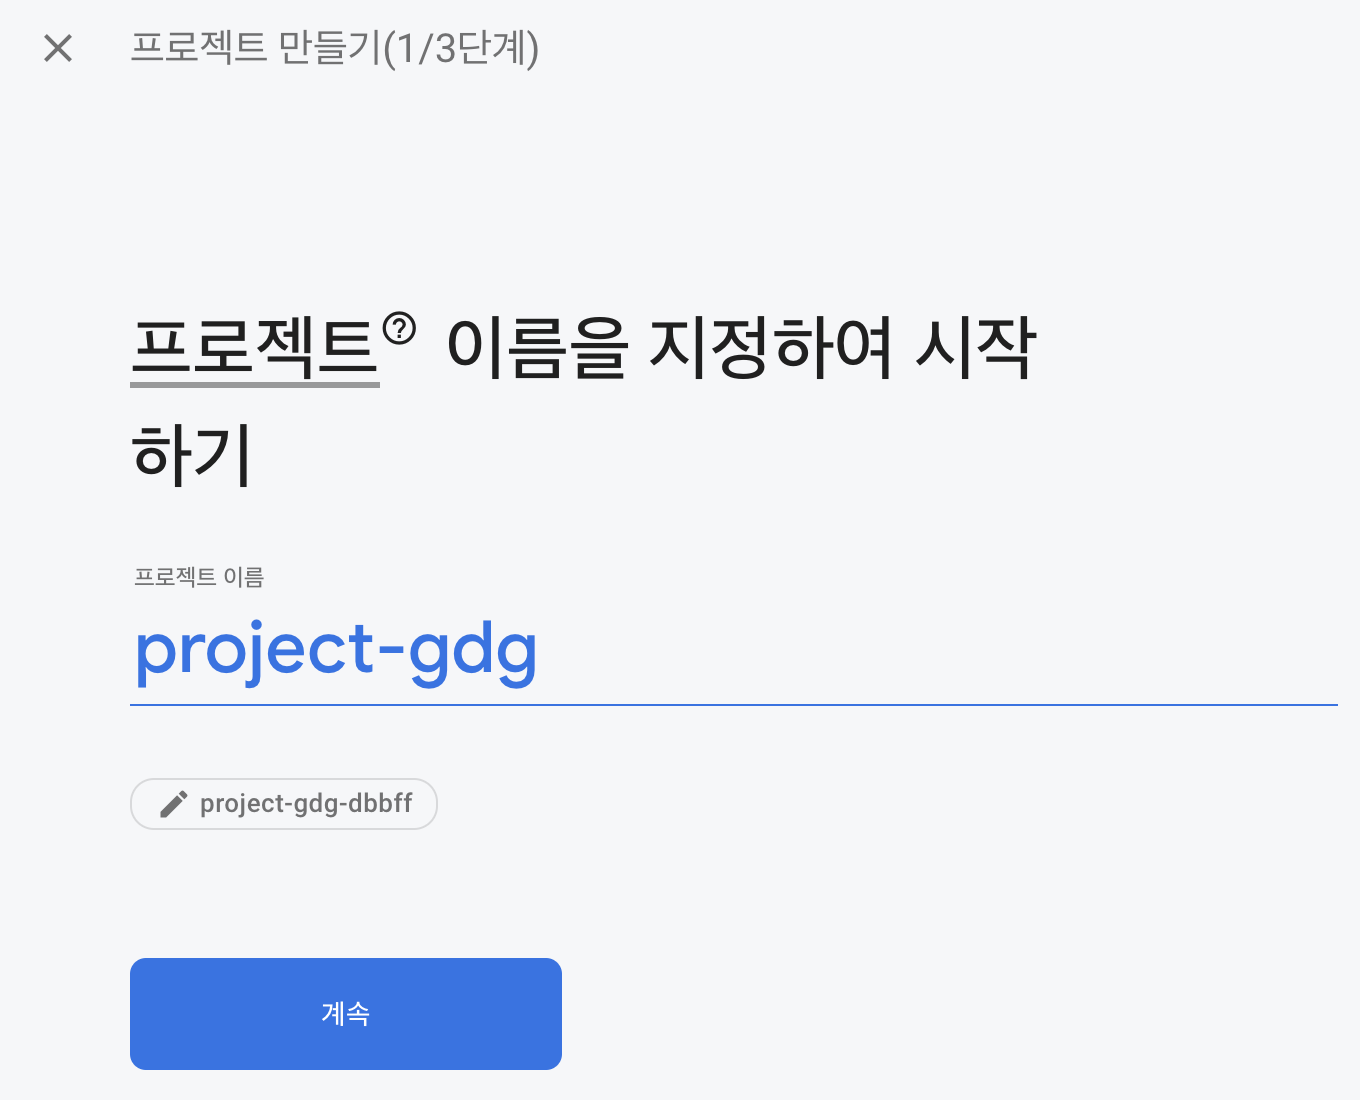 프로젝트 만들기(1/3단계)
프로젝트 이름을 지정하여 시작
하기
프로젝트 이름
project-gdg
project-gdg-dbbff
계속